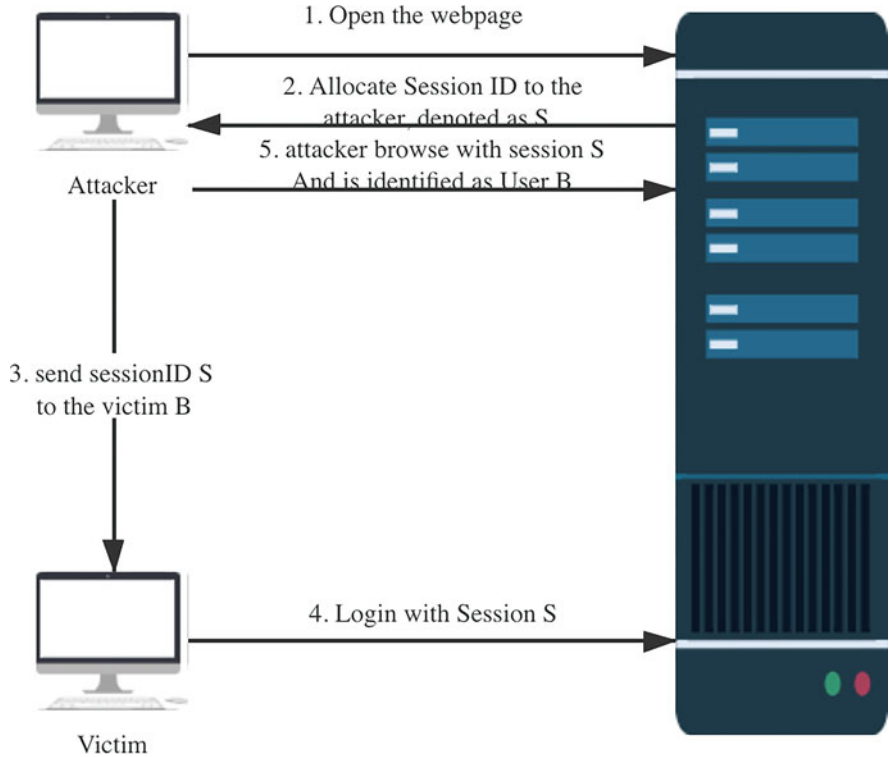 1. Open the webpage
2. Allocate Session ID to the
attacker, denoted as S
5. attacker browse with session S
And is identified as User B
Attacker
3. send sessionID S
to the victim B
4. Login with Session S
Victim